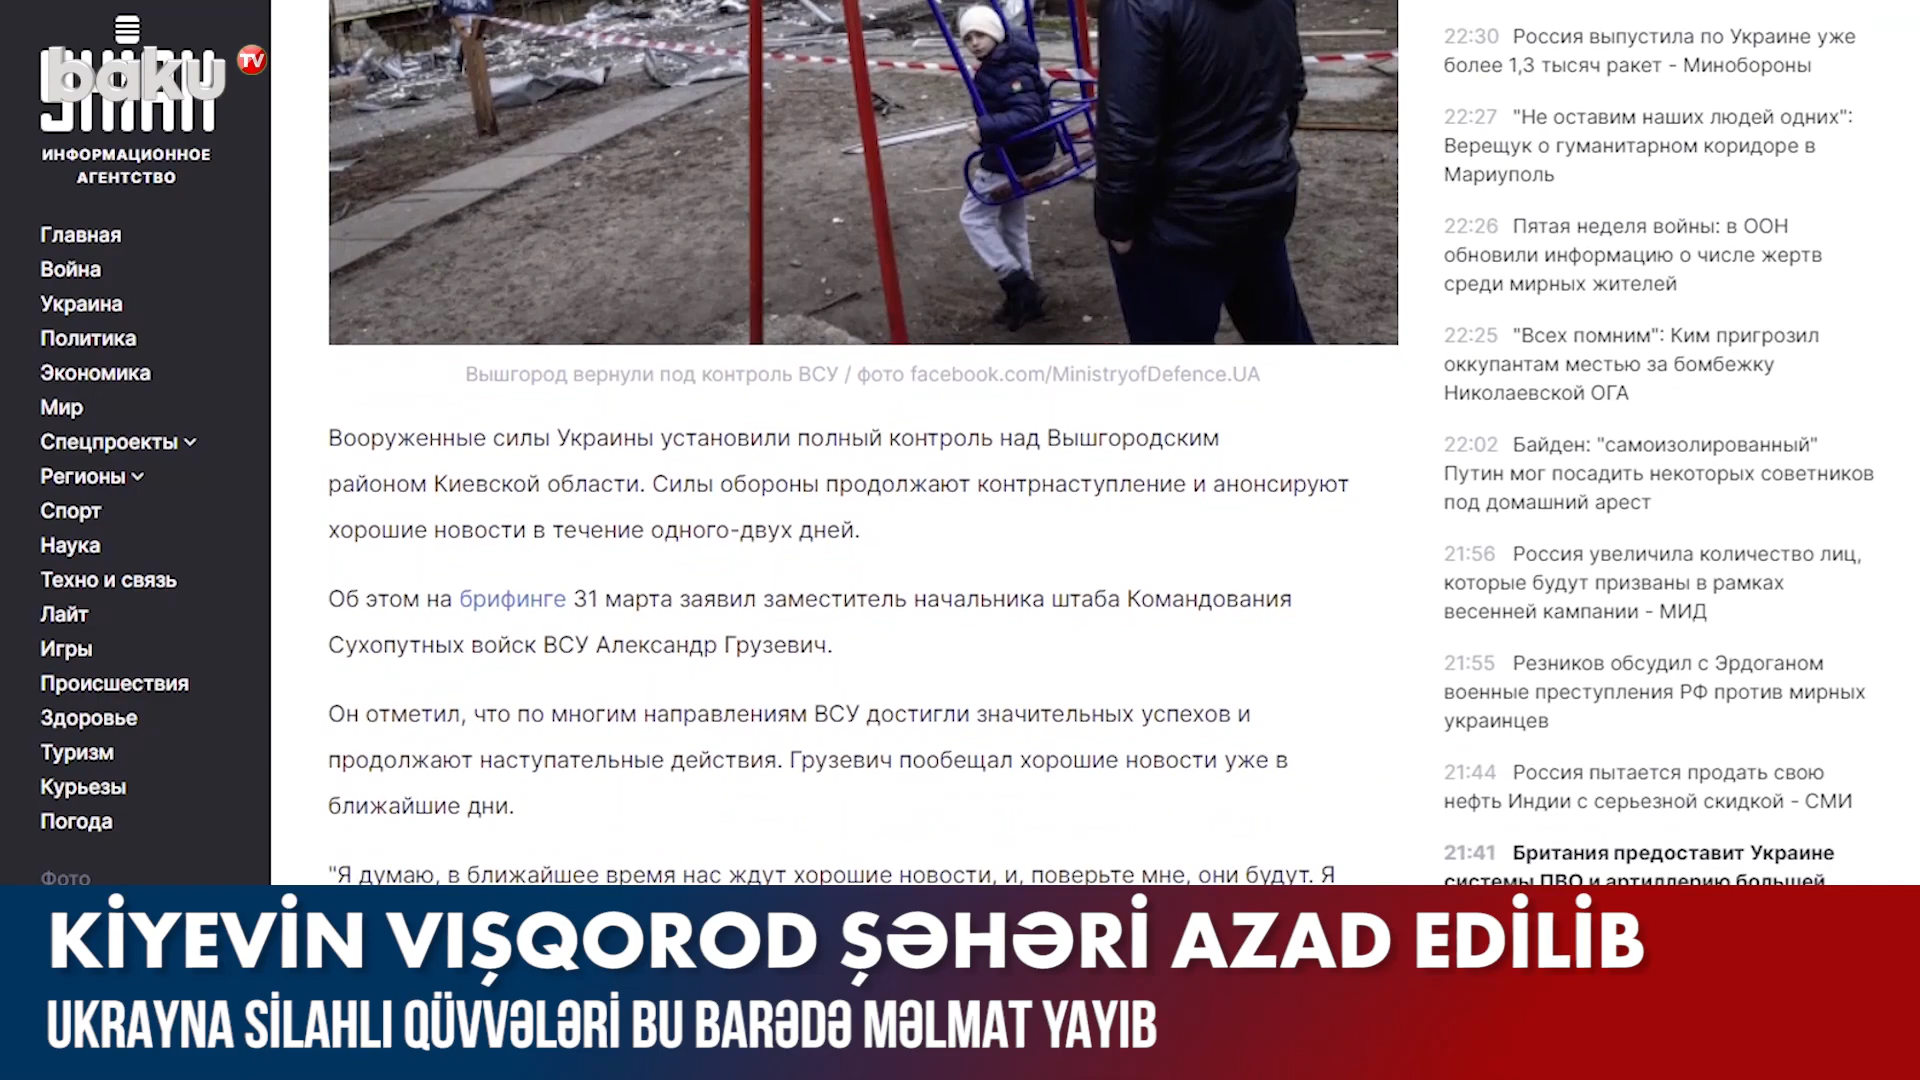 baku TV
ИНФОРМАЦИОННОЕ
АГЕНТСТВО
Главная
Война
Украина
Политика
Экономика
Мир
Спецпроекты
Регионы
Спорт
Наука
Техно и связь
Лайт
Игры
Происшествия
Здоровье
Туризм
Курьезы
Погода
Фото
Вышгород вернули под контроль ВСУ / фото facebook.com/MinistryofDefence.UA
Вооруженные силы Украины установили полный контроль над Вышгородским
районом Киевской области. Силы обороны продолжают контрнаступление и анонсируют
хорошие новости в течение одного-двух дней.
Об этом на брифинге 31 марта заявил заместитель начальника штаба Командования
Сухопутных войск ВСУ Александр Грузевич.
Он отметил, что по многим направлениям ВСУ достигли значительных успехов и
продолжают наступательные действия. Грузевич пообещал хорошие новости уже в
ближайшие дни.
"Я думаю, в ближайшее время нас ждут хорошие новости, и, поверьте мне, они будут. Я
22:30 Россия выпустила по Украине уже
более 1,3 тысяч ракет - Минобороны
22:27 "Не оставим наших людей одних":
Верещук о гуманитарном коридоре в
Мариуполь
22:26 Пятая неделя войны: в ООН
обновили информацию о числе жертв
среди мирных жителей
22:25 "Всех помним": Ким пригрозил
оккупантам местью за бомбежку
Николаевской ОГА
22:02 Байден: "самоизолированный"
Путин мог посадить некоторых советников
под домашний арест
21:56 Россия увеличила количество лиц,
которые будут призваны в рамках
весенней кампании - МИД
21:55 Резников обсудил с Эрдоганом
военные преступления РФ против мирных
украинцев
21:44 Россия пытается продать свою
нефть Индии с серьезной скидкой - СМИ
21:41 Британия предоставит Украине
системы ПВО и артиллерию большей
KİYEVİN VIŞQOROD ŞƏHƏRİ AZAD EDİLİB
UKRAYNA SİLAHLI QÜVVƏLƏRİ BU BARƏDƏ MƏLMAT YAYIB